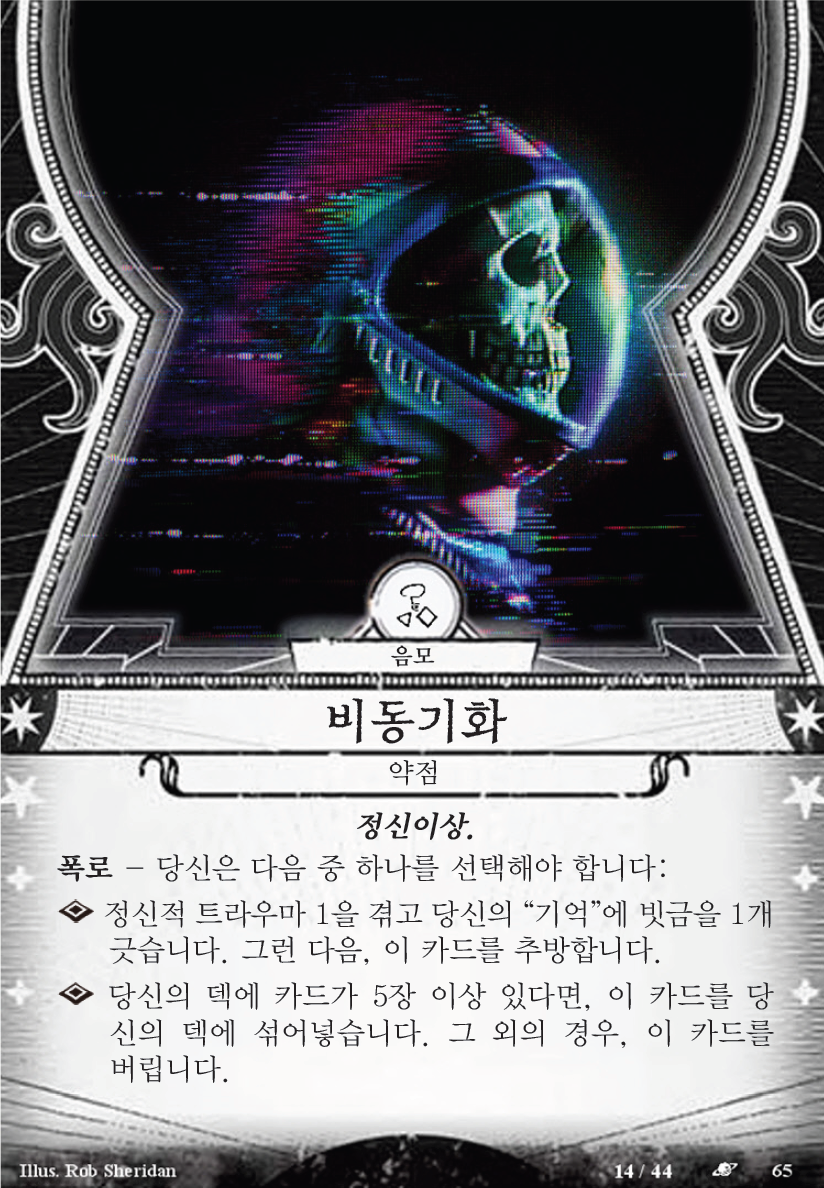 음모
비동기화
약점
정신이상.
폭로 – 당신은 다음 중 하나를 선택해야 합니다:
정신적 트라우마 1을 겪고 당신의 “기억”에 빗금을 1개
긋습니다. 그런 다음, 이 카드를 추방합니다.
당신의 덱에 카드가 5장 이상 있다면, 이 카드를 당
신의 덱에 섞어넣습니다. 그 외의 경우, 이 카드를
버립니다.
Illus. Rob Sheridan 14 / 44 65